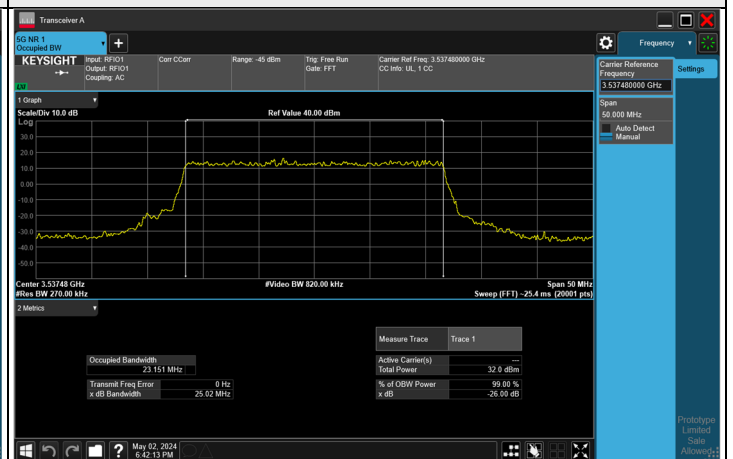 Transceiver A
5G NR 1
Occupied BW
Frequency
KEYSIGHT
LXI
Input: RFIO1
Output: RFIO1
Coupling: AC
Corr CCorr
Range: -45 dBm
Trig: Free Run
Gate: FFT
Carrier Ref Freq: 3.537480000 GHz
CC Info: UL, 1 CC
Carrier Reference
Frequency
3.537480000 GHz
Settings
Span
50.000 MHz
Auto Detect
Manual
1 Graph
Scale/Div 10.0 dB
Ref Value 40.00 dBm
Log
30.0
20.0
10.0
0.00
-10.0
-20.0
-30.0
-40.0
-50.0
Center 3.53748 GHz
#Video BW 820.00 kHz
Span 50 MHz
#Res BW 270.00 kHz
Sweep (FFT) ~25.4 ms (20001 pts)
2 Metrics
Measure Trace
Trace 1
Occupied Bandwidth
23.151 MHz
Active Carrier(s)
---
Total Power
32.0 dBm
Transmit Freq Error
0 Hz
% of OBW Power
99.00 %
x dB Bandwidth
25.02 MHz
x dB
-26.00 dB
Prototype
Limited
Sale
Allowed
May 02, 2024
6:42:13 PM